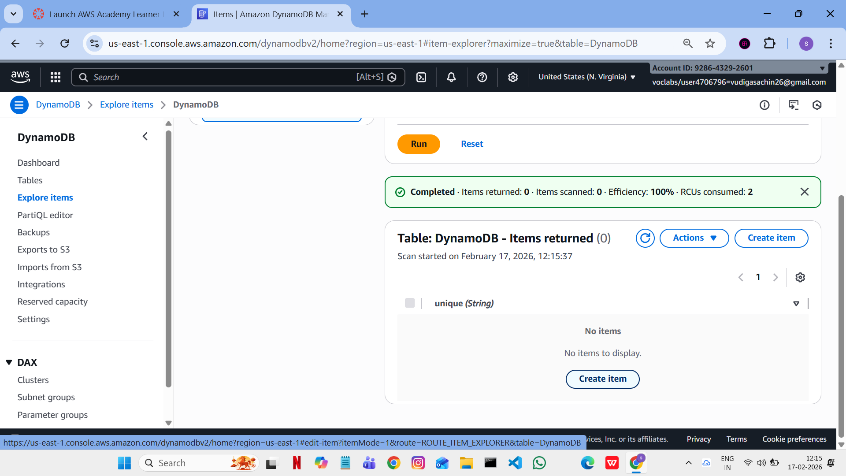 Launch AWS Academy Learner
Items | Amazon DynamoDB Ma
us-east-1.console.aws.amazon.com/dynamodbv2/home?region=us-east-1#item-explorer?maximize=true&table=DynamoDB
s
aws
Search
[Alt+S]
United States (N. Virginia)
Account ID: 9286-4329-2601
voclabs/user4706796=vudigasachin26@gmail.com
DynamoDB
Explore items
DynamoDB
DynamoDB
Dashboard
Tables
Explore items
PartiQL editor
Backups
Exports to S3
Imports from S3
Integrations
Reserved capacity
Settings
DAX
Clusters
Subnet groups
Parameter groups
Run
Reset
Completed · Items returned: 0 · Items scanned: 0 · Efficiency: 100% · RCUs consumed: 2
Table: DynamoDB - Items returned (0)
Actions
Create item
Scan started on February 17, 2026, 12:15:37
1
unique (String)
No items
No items to display.
Create item
https://us-east-1.console.aws.amazon.com/dynamodbv2/home?region=us-east-1#edit-item?itemMode=1&route=ROUTE_ITEM_EXPLORER&table=DynamoDB
vices, Inc. or its affiliates.
Privacy
Terms
Cookie preferences
Search
ENG
IN
12:15
17-02-2026